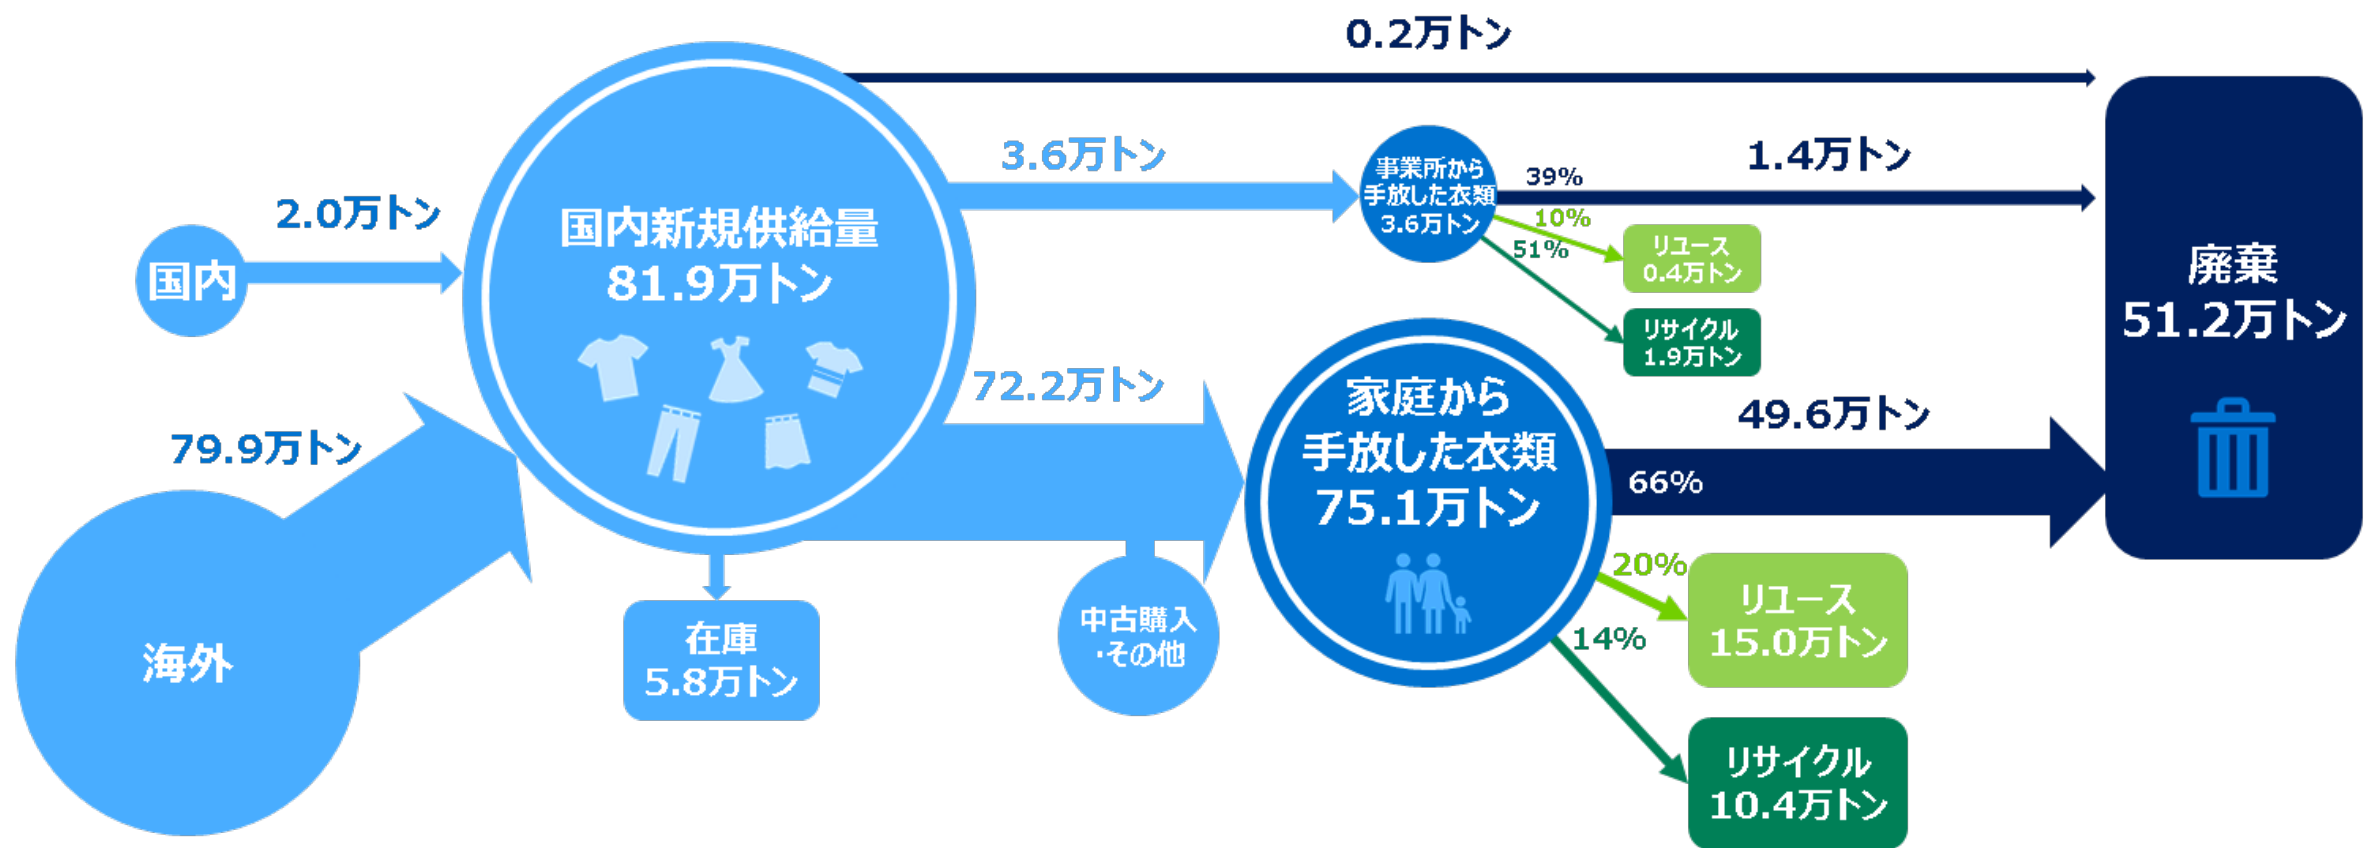 0.2万トン
国内
2.0万トン
海外
79.9万トン
国内新規供給量
81.9万トン
在庫
5.8万トン
3.6万トン
72.2万トン
中古購入
・その他
事業所から
手放した衣類
3.6万トン
39%
1.4万トン
10%
リユース
0.4万トン
51%
リサイクル
1.9万トン
家庭から
手放した衣類
75.1万トン
49.6万トン
66%
20%
リユース
15.0万トン
14%
リサイクル
10.4万トン
廃棄
51.2万トン